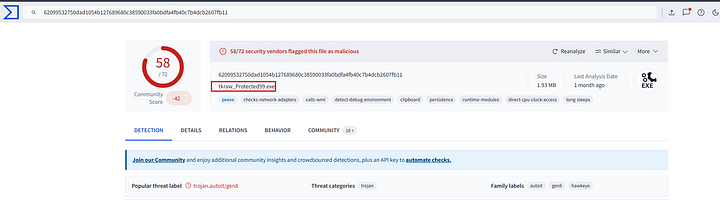 62099532750dad1054b127689680c38590033fa0bdfa4fb40c7b4dcb2607fb11
58
/ 72
Community
Score
-42
58/72 security vendors flagged this file as malicious
Reanalyze
Similar
More
62099532750dad1054b127689680c38590033fa0bdfa4fb40c7b4dcb2607fb11
tkraw_Protected99.exe
Size
1.93 MB
Last Analysis Date
1 month ago
EXE
peexe
checks-network-adapters
calls-wmi
detect-debug-environment
clipboard
persistence
runtime-modules
direct-cpu-clock-access
long-sleeps
DETECTION
DETAILS
RELATIONS
BEHAVIOR
COMMUNITY
18+
Join our Community and enjoy additional community insights and crowdsourced detections, plus an API key to automate checks.
Popular threat label
trojan.autoit/gen8
Threat categories
trojan
Family labels
autoit
gen8
hawkeye